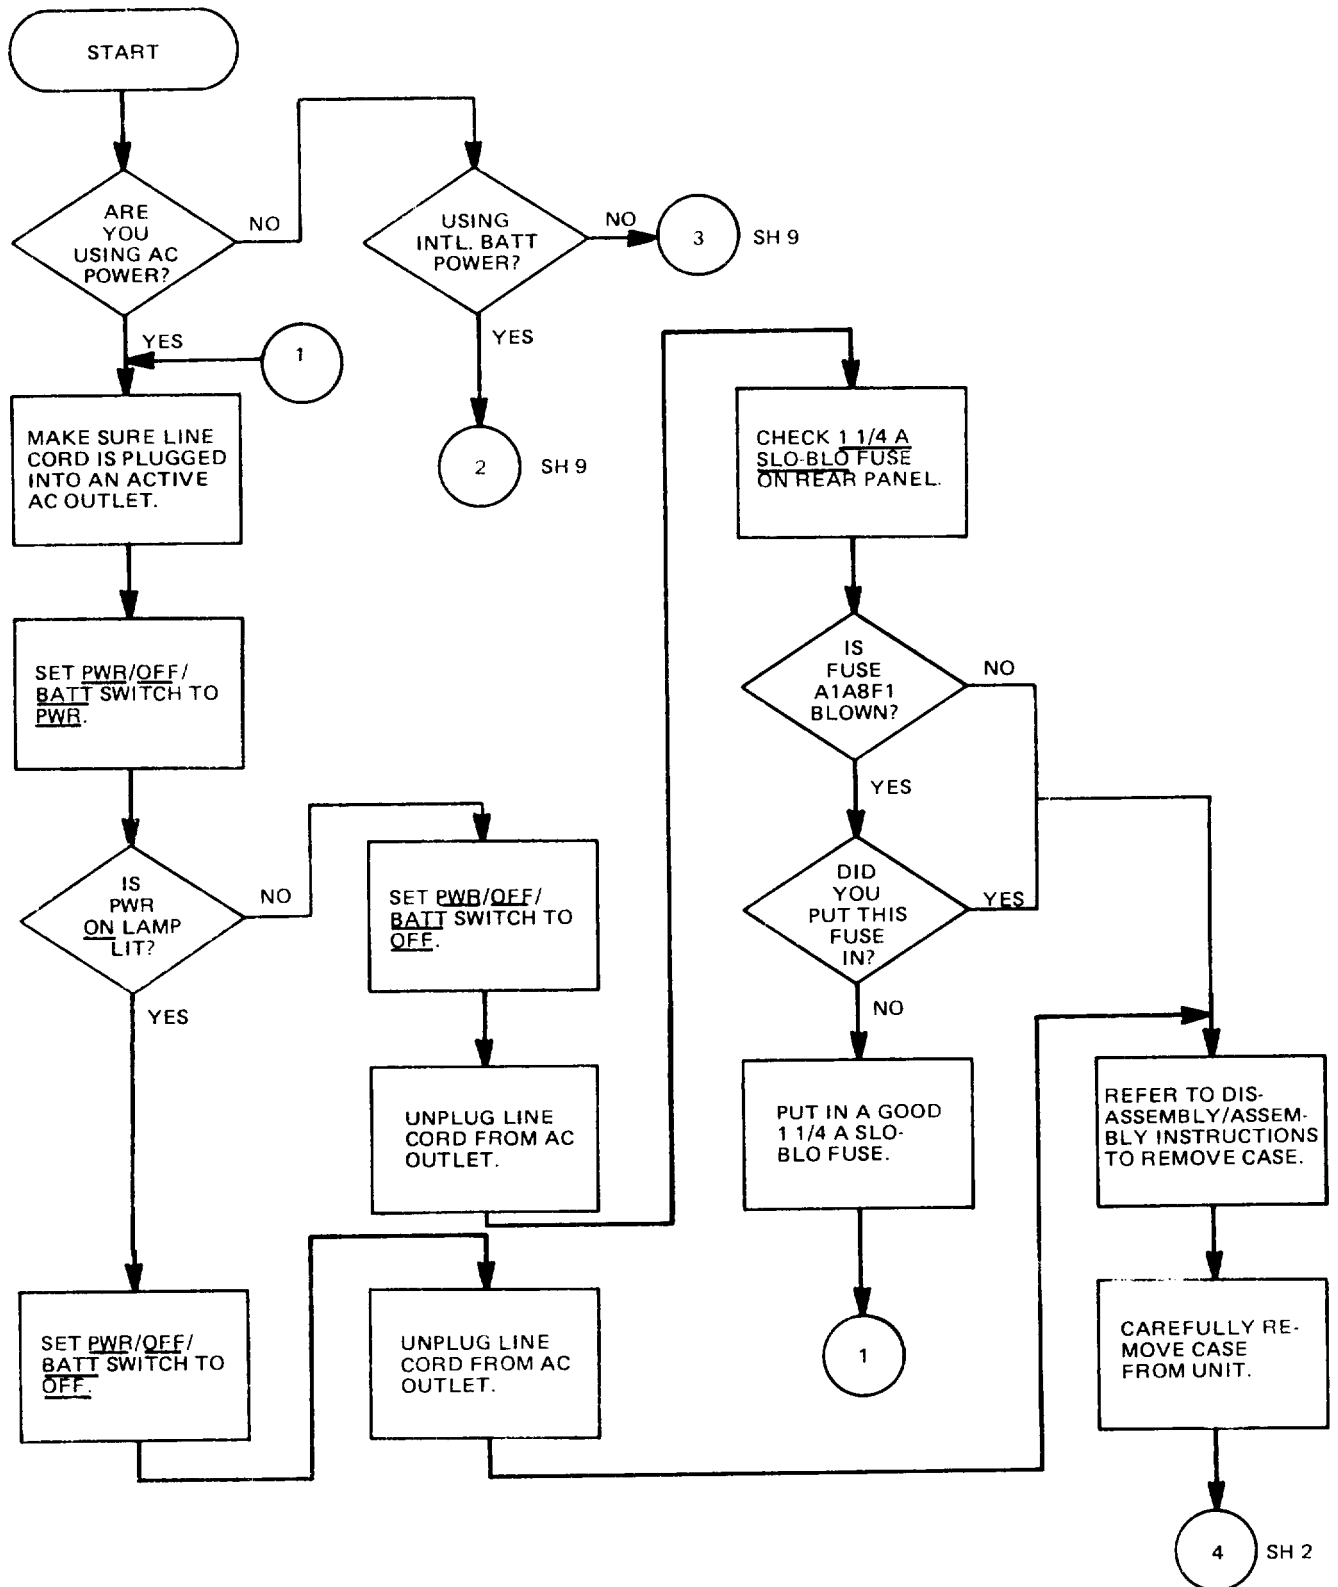 START
ARE
YOU
USING AC
POWER?
NO
YES
USING
INTL. BATT
POWER?
NO
3
SH 9
YES
2
SH 9
1
MAKE SURE LINE
CORD IS PLUGGED
INTO AN ACTIVE
AC OUTLET.
SET PWR/OFF/
BATT SWITCH TO
PWR.
IS
PWR
ON LAMP
LIT?
NO
YES
SET PWR/OFF/
BATT SWITCH TO
OFF.
UNPLUG LINE
CORD FROM AC
OUTLET.
SET PWR/OFF/
BATT SWITCH TO
OFF.
UNPLUG LINE
CORD FROM AC
OUTLET.
CHECK 1 1/4 A
SLO-BLO FUSE
ON REAR PANEL.
IS
FUSE
A1A8F1
BLOWN?
NO
YES
DID
YOU
PUT THIS
FUSE
IN?
YES
NO
PUT IN A GOOD
1 1/4 A SLO-
BLO FUSE.
1
REFER TO DIS-
ASSEMBLY/ASSEM-
BLY INSTRUCTIONS
TO REMOVE CASE.
CAREFULLY RE-
MOVE CASE
FROM UNIT.
4
SH 2